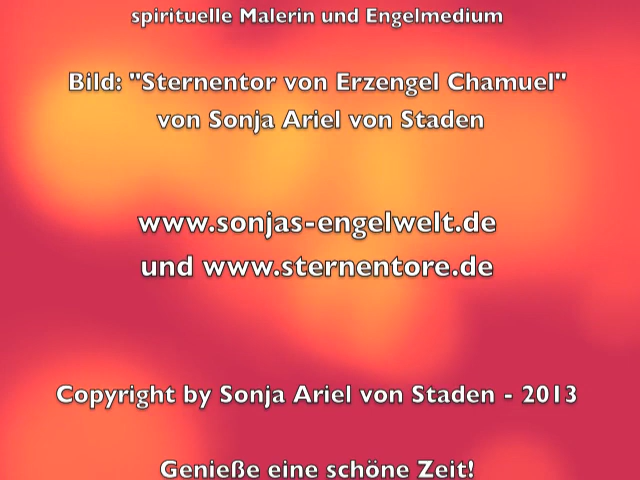 spirituelle Malerin und Engelmedium
Bild: "Sternentor von Erzengel Chamuel"
von Sonja Ariel von Staden
www.sonjas-engelwelt.de
und www.sternentore.de
Copyright by Sonja Ariel von Staden - 2013
Genieße eine schöne Zeit!